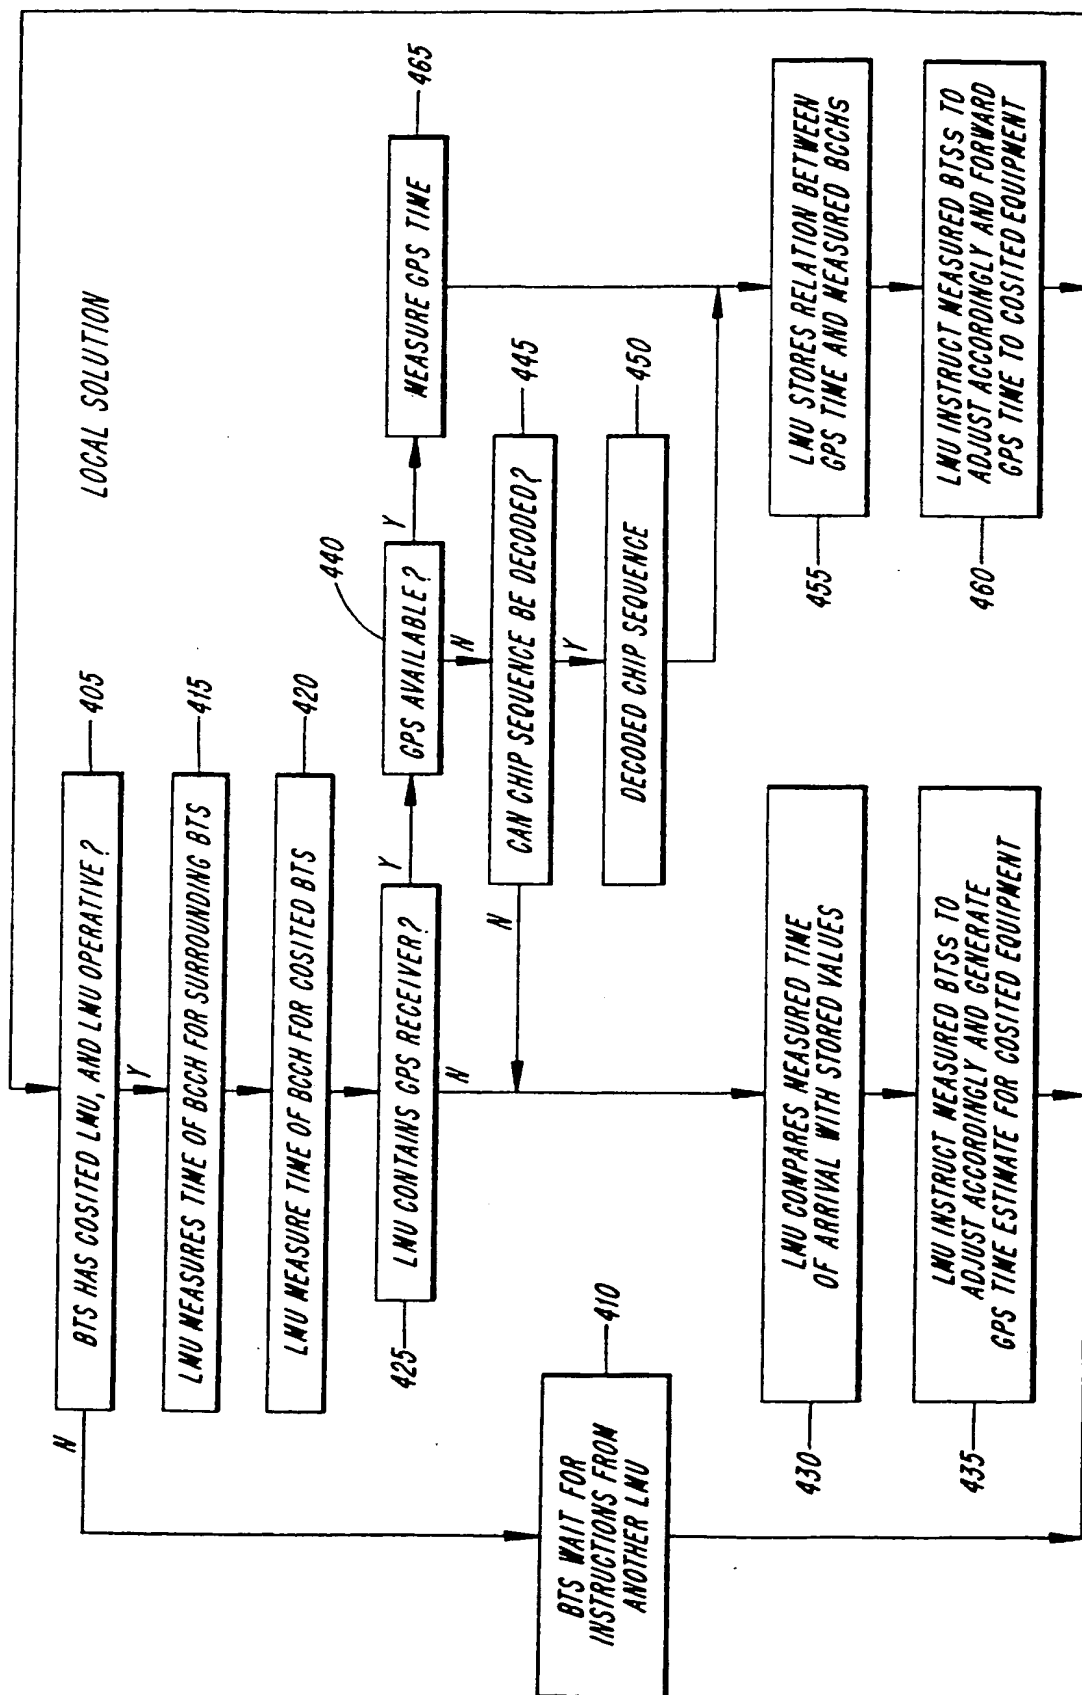 LOCAL SOLUTION
BTS HAS COSITED LMU, AND LMU OPERATIVE?
405
N
Y
LMU MEASURES TIME OF BCCH FOR SURROUNDING BTS
415
LMU MEASURE TIME OF BCCH FOR COSITED BTS
420
LMU CONTAINS GPS RECEIVER?
425
Y
N
GPS AVAILABLE?
440
Y
N
MEASURE GPS TIME
465
CAN CHIP SEQUENCE BE DECODED?
445
N
Y
DECODED CHIP SEQUENCE
450
BTS WAIT FOR
INSTRUCTIONS FROM
ANOTHER LMU
410
LMU COMPARES MEASURED TIME
OF ARRIVAL WITH STORED VALUES
430
LMU INSTRUCT MEASURED BTSs TO
ADJUST ACCORDINGLY AND GENERATE
GPS TIME ESTIMATE FOR COSITED EQUIPMENT
435
LMU STORES RELATION BETWEEN
GPS TIME AND MEASURED BCCHS
455
LMU INSTRUCT MEASURED BTSs TO
ADJUST ACCORDINGLY AND FORWARD
GPS TIME TO COSITED EQUIPMENT
460